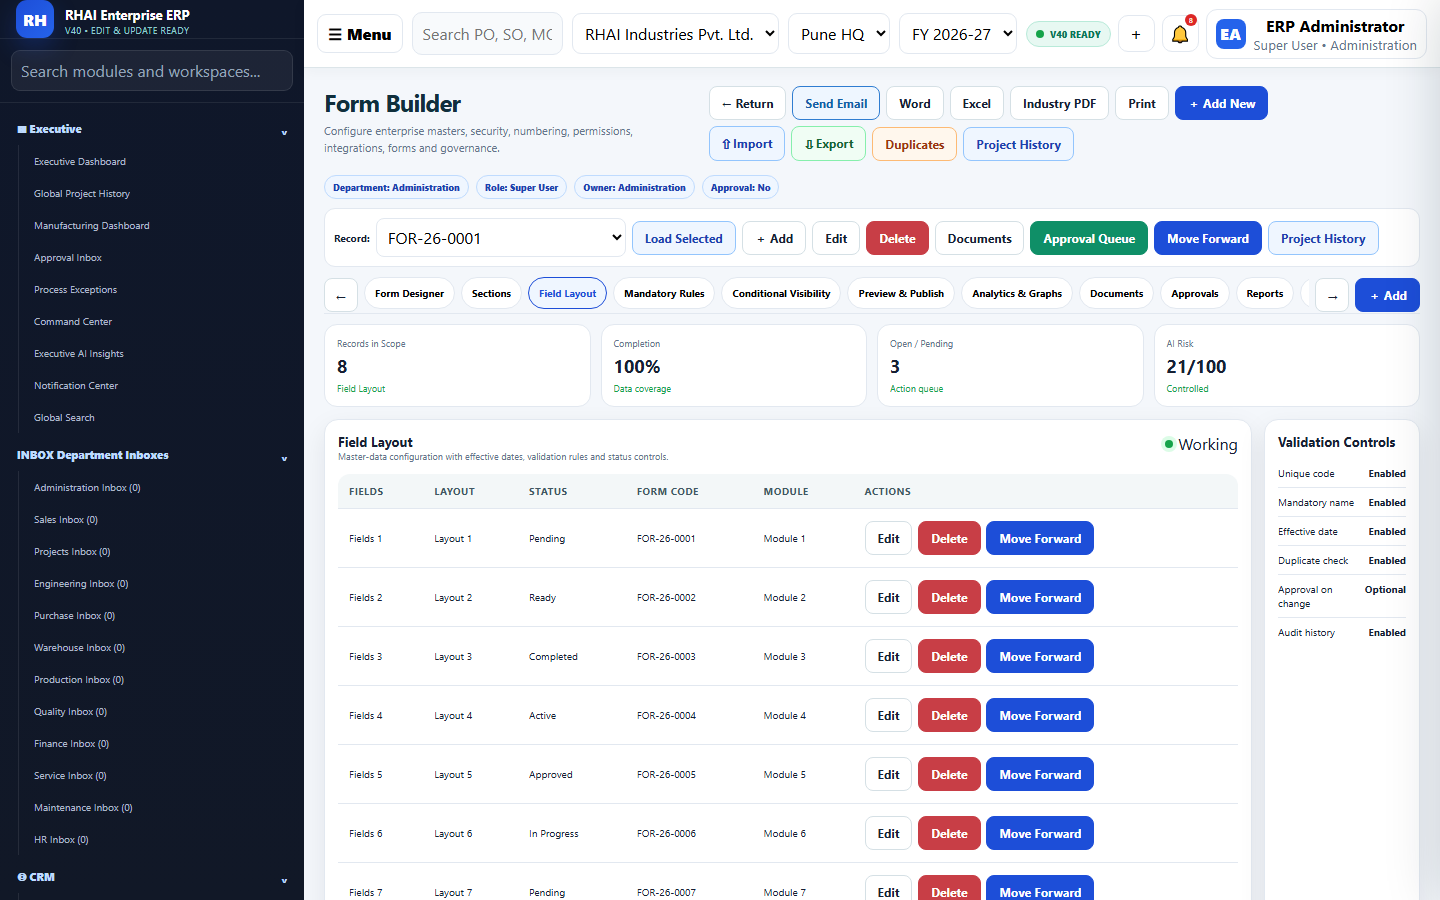 RH
RHAI Enterprise ERP
V40 • EDIT & UPDATE READY
Search modules and workspaces...
Executive
Executive Dashboard
Global Project History
Manufacturing Dashboard
Approval Inbox
Process Exceptions
Command Center
Executive AI Insights
Notification Center
Global Search
INBOX Department Inboxes
Administration Inbox (0)
Sales Inbox (0)
Projects Inbox (0)
Engineering Inbox (0)
Purchase Inbox (0)
Warehouse Inbox (0)
Production Inbox (0)
Quality Inbox (0)
Finance Inbox (0)
Service Inbox (0)
Maintenance Inbox (0)
HR Inbox (0)
CRM
☰ Menu
Search PO, SO, MC
RHAI Industries Pvt. Ltd.
Pune HQ
FY 2026-27
V40 READY
+
8
EA
ERP Administrator
Super User • Administration
Form Builder
Configure enterprise masters, security, numbering, permissions,
integrations, forms and governance.
← Return
Send Email
Word
Excel
Industry PDF
Print
+ Add New
⇧ Import
⇩ Export
Duplicates
Project History
Department: Administration
Role: Super User
Owner: Administration
Approval: No
Record:
FOR-26-0001
Load Selected
+ Add
Edit
Delete
Documents
Approval Queue
Move Forward
Project History
←
Form Designer
Sections
Field Layout
Mandatory Rules
Conditional Visibility
Preview & Publish
Analytics & Graphs
Documents
Approvals
Reports
→
+ Add
Records in Scope
8
Field Layout
Completion
100%
Data coverage
Open / Pending
3
Action queue
AI Risk
21/100
Controlled
Field Layout
Master-data configuration with effective dates, validation rules and status controls.
Working
FIELDS LAYOUT STATUS FORM CODE MODULE ACTIONS
Fields 1 Layout 1 Pending FOR-26-0001 Module 1 Edit Delete Move Forward
Fields 2 Layout 2 Ready FOR-26-0002 Module 2 Edit Delete Move Forward
Fields 3 Layout 3 Completed FOR-26-0003 Module 3 Edit Delete Move Forward
Fields 4 Layout 4 Active FOR-26-0004 Module 4 Edit Delete Move Forward
Fields 5 Layout 5 Approved FOR-26-0005 Module 5 Edit Delete Move Forward
Fields 6 Layout 6 In Progress FOR-26-0006 Module 6 Edit Delete Move Forward
Fields 7 Layout 7 Pending FOR-26-0007 Module 7 Edit Delete Move Forward
Validation Controls
Unique code Enabled
Mandatory name Enabled
Effective date Enabled
Duplicate check Enabled
Approval on change Optional
Audit history Enabled